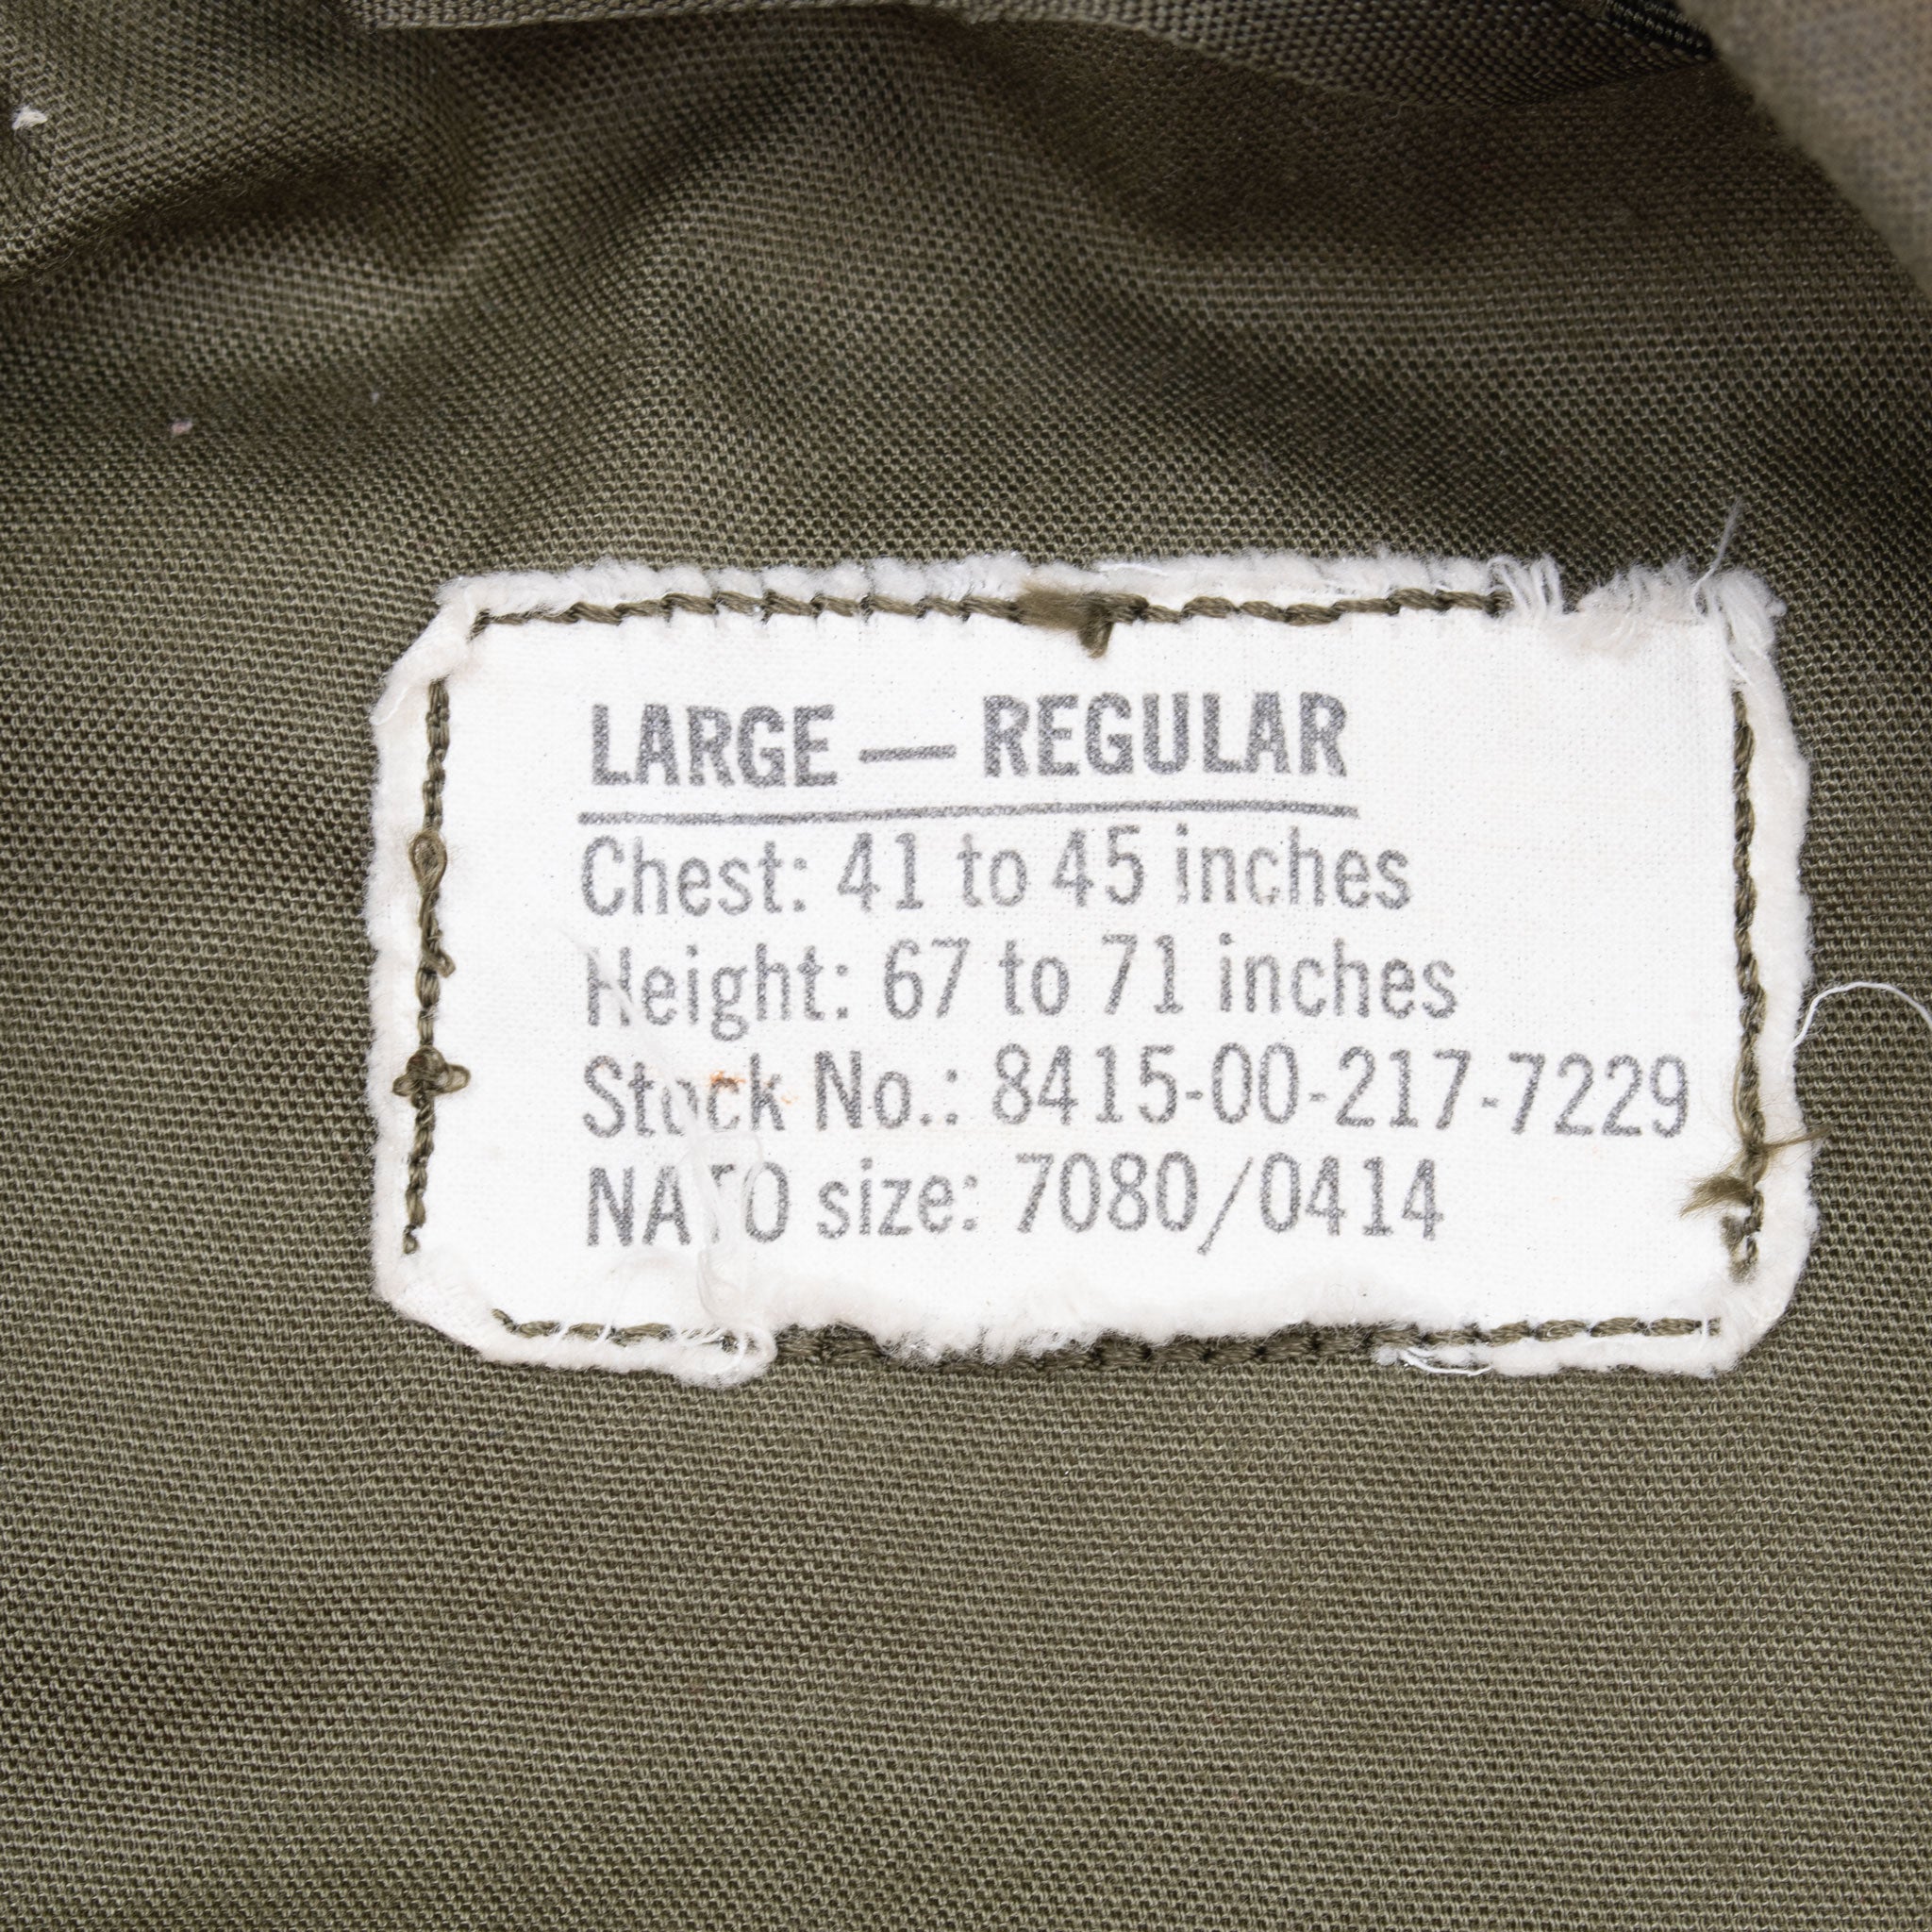 LARGE — REGULAR
Chest: 41 to 45 inches
Height: 67 to 71 inches
Stock No.: 8415-00-217-7229
NATO size: 7080/0414